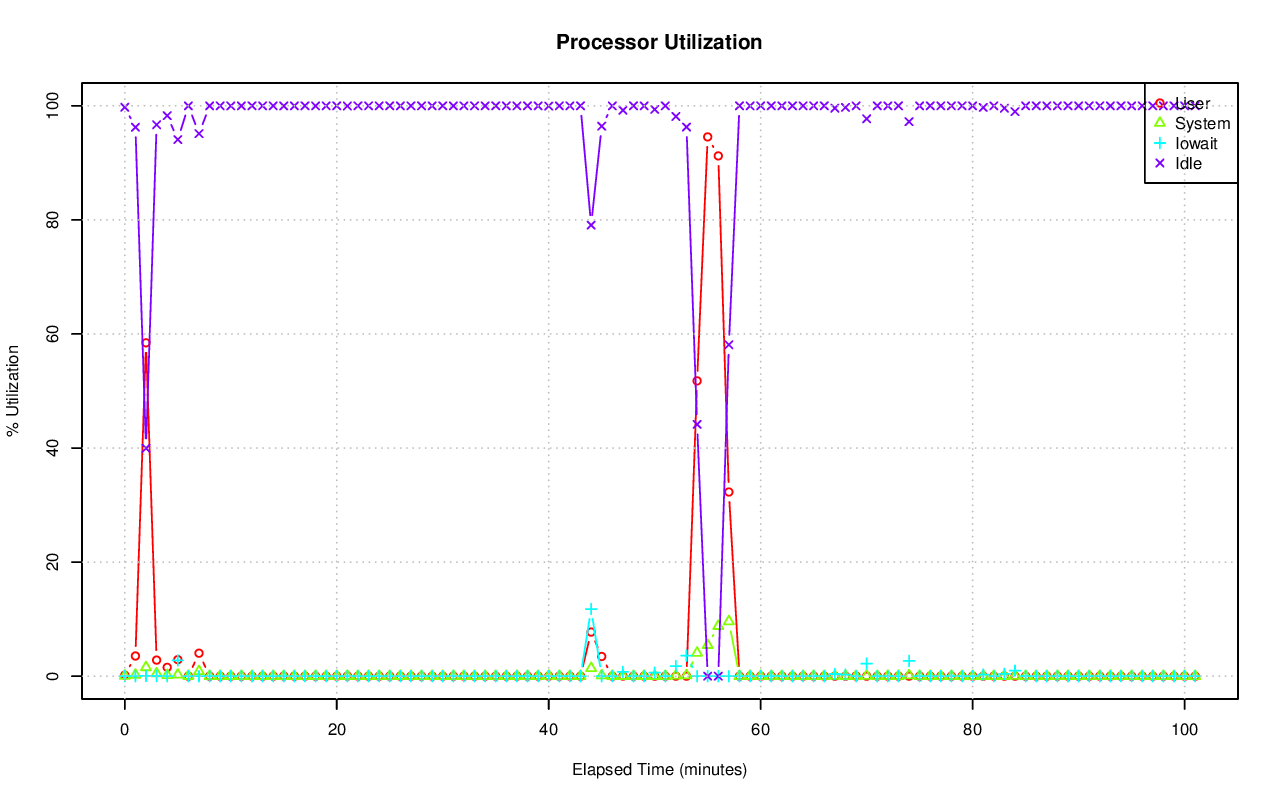 Processor Utilization
% Utilization
100
80
60
40
20
0
User
System
Iowait
Idle
0 20 40 60 80 100
Elapsed Time (minutes)